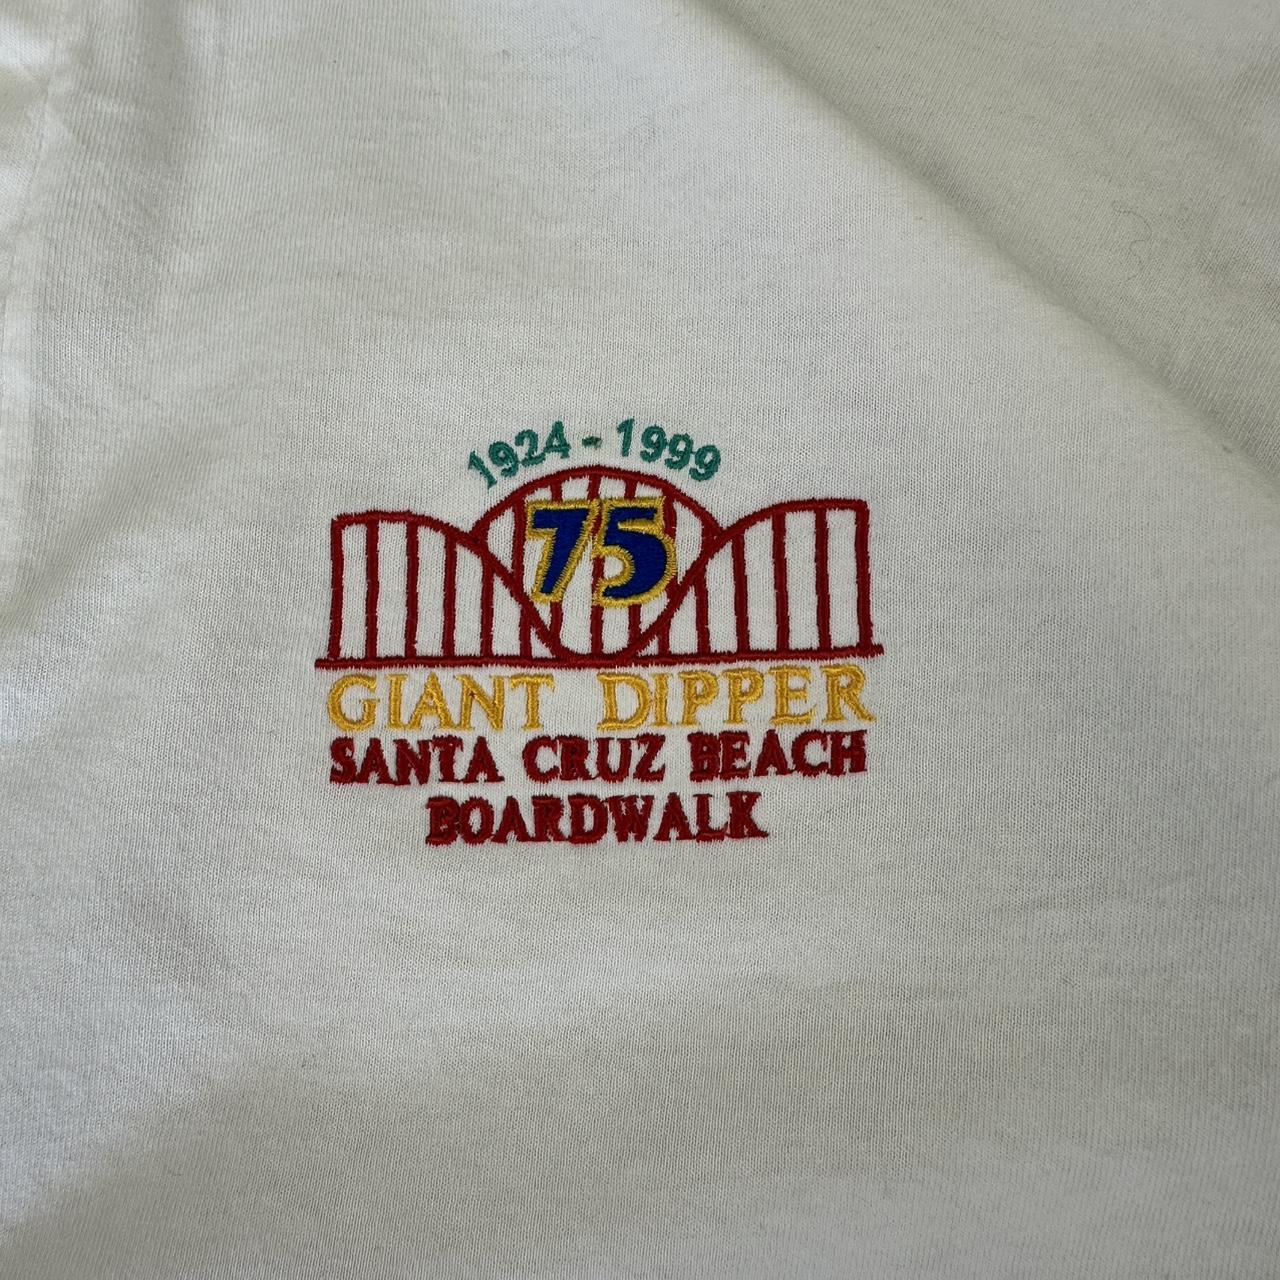 1924 - 1999
75
GIANT DIPPER
SANTA CRUZ BEACH
BOARDWALK